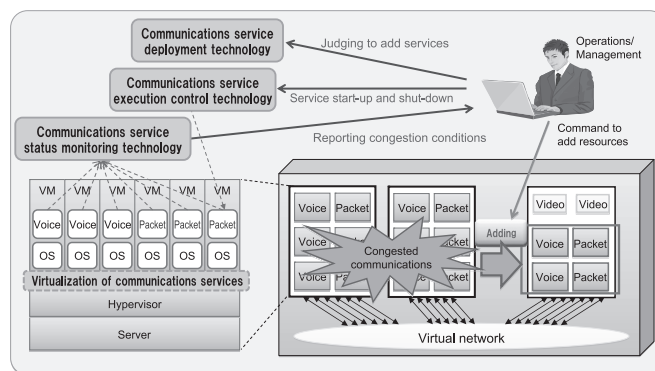 Communications service
deployment technology
Judging to add services
Operations/
Management
Communications service
execution control technology
Service start-up and shut-down
Communications service
status monitoring technology
Reporting congestion conditions
Command to
add resources
VM VM VM VM VM VM
Voice Voice Voice Packet Packet Packet
OS OS OS OS OS OS
Virtualization of communications services
Hypervisor
Server
Voice Packet Voice Packet Video Video
Voice
Adding
Congested
communications
Voice Packet
Voice Packet
Voice Packet
Virtual network